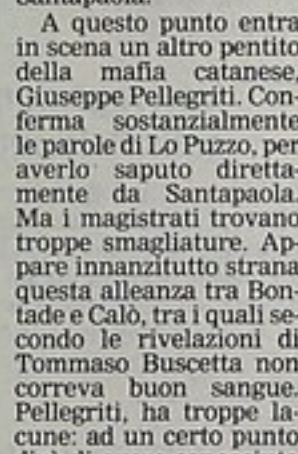 Santapaola.
A questo punto entra
in scena un altro pentito
della mafia catanese,
Giuseppe Pellegriti. Con-
ferma sostanzialmente
le parole di Lo Puzzo, per
averlo saputo diretta-
mente da Santapaola.
Ma i magistrati trovano
troppe smagliature. Ap-
pare innanzitutto strana
questa alleanza tra Bon-
tade e Calò, tra i quali se-
condo le rivelazioni di
Tommaso Buscetta non
correva buon sangue.
Pellegriti, ha troppe la-
cune: ad un certo punto